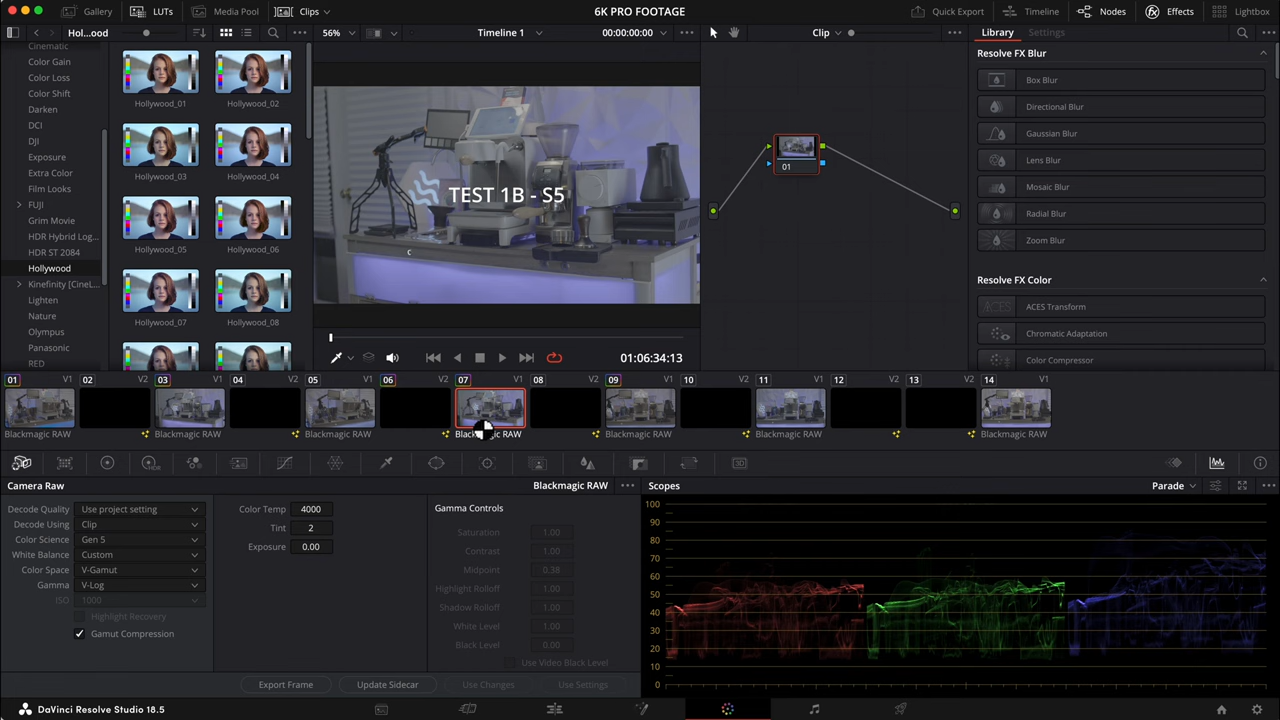 Gallery LUTs Media Pool Clips 6K PRO FOOTAGE Quick Export Timeline Nodes Effects Lightbox
Hol...ood 56% Timeline 1 00:00:00:00 Clip Library Settings
Cinematic
Color Gain
Color Loss
Color Shift
Darken
DCI
DJI
Exposure
Extra Color
Film Looks
FUJI
Grim Movie
HDR Hybrid Log...
HDR ST 2084
Hollywood
Kinefinity [CineL...
Lighten
Nature
Olympus
Panasonic
RED
Hollywood_01 Hollywood_02
Hollywood_03 Hollywood_04
Hollywood_05 Hollywood_06
Hollywood_07 Hollywood_08
TEST 1B - S5
01:06:34:13
01
Resolve FX Blur
Box Blur
Directional Blur
Gaussian Blur
Lens Blur
Mosaic Blur
Radial Blur
Zoom Blur
Resolve FX Color
ACES ACES Transform
Chromatic Adaptation
Color Compressor
01 V1 02 V2 03 V1 04 V2 05 V1 06 V2 07 V1 08 V2 09 V1 10 V2 11 V1 12 V2 13 V2 14 V1
Blackmagic RAW Blackmagic RAW Blackmagic RAW Blackmagic RAW Blackmagic RAW Blackmagic RAW Blackmagic RAW
Camera Raw Blackmagic RAW
Decode Quality Use project setting
Decode Using Clip
Color Science Gen 5
White Balance Custom
Color Space V-Gamut
Gamma V-Log
ISO 1000
Highlight Recovery
Gamut Compression
Color Temp 4000
Tint 2
Exposure 0.00
Gamma Controls
Saturation 1.00
Contrast 1.00
Midpoint 0.38
Highlight Rolloff 1.00
Shadow Rolloff 1.00
White Level 1.00
Black Level 0.00
Use Video Black Level
Export Frame Update Sidecar Use Changes Use Settings
Scopes Parade
100
90
80
70
60
50
40
30
20
10
0
DaVinci Resolve Studio 18.5